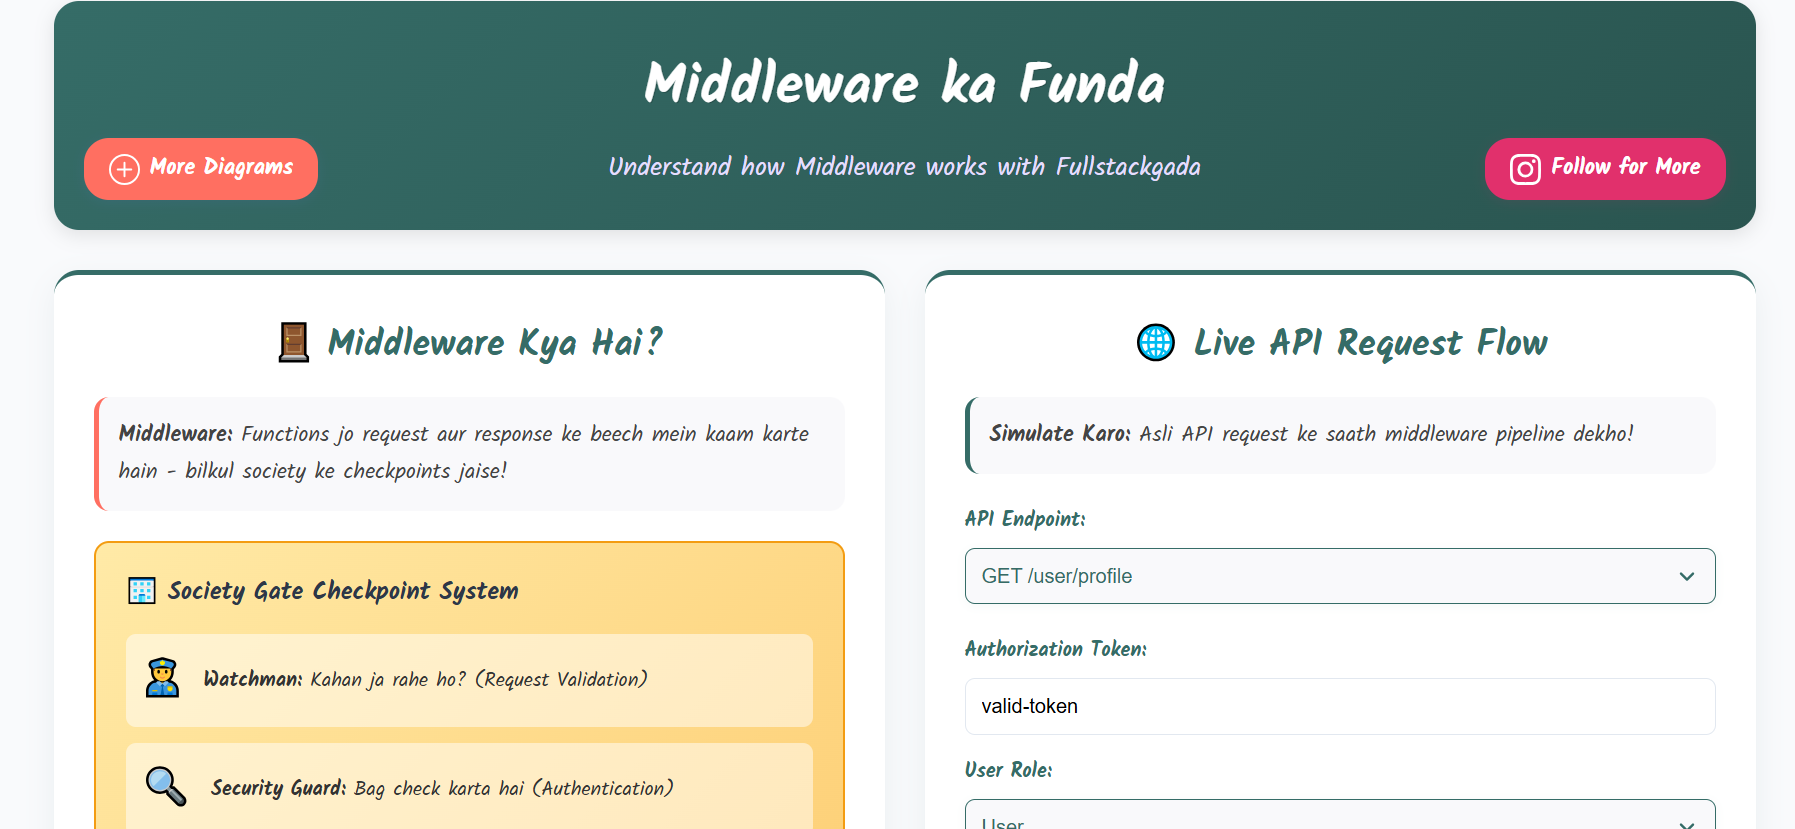 Middleware ka Funda
More Diagrams
Understand how Middleware works with Fullstackgada
Follow for More
Middleware Kya Hai?
Middleware: Functions jo request aur response ke beech mein kaam karte
hain - bilkul society ke checkpoints jaise!
Society Gate Checkpoint System
Watchman: Kahan ja rahe ho? (Request Validation)
Security Guard: Bag check karta hai (Authentication)
Live API Request Flow
Simulate Karo: Asli API request ke saath middleware pipeline dekho!
API Endpoint:
GET /user/profile
Authorization Token:
valid-token
User Role:
User